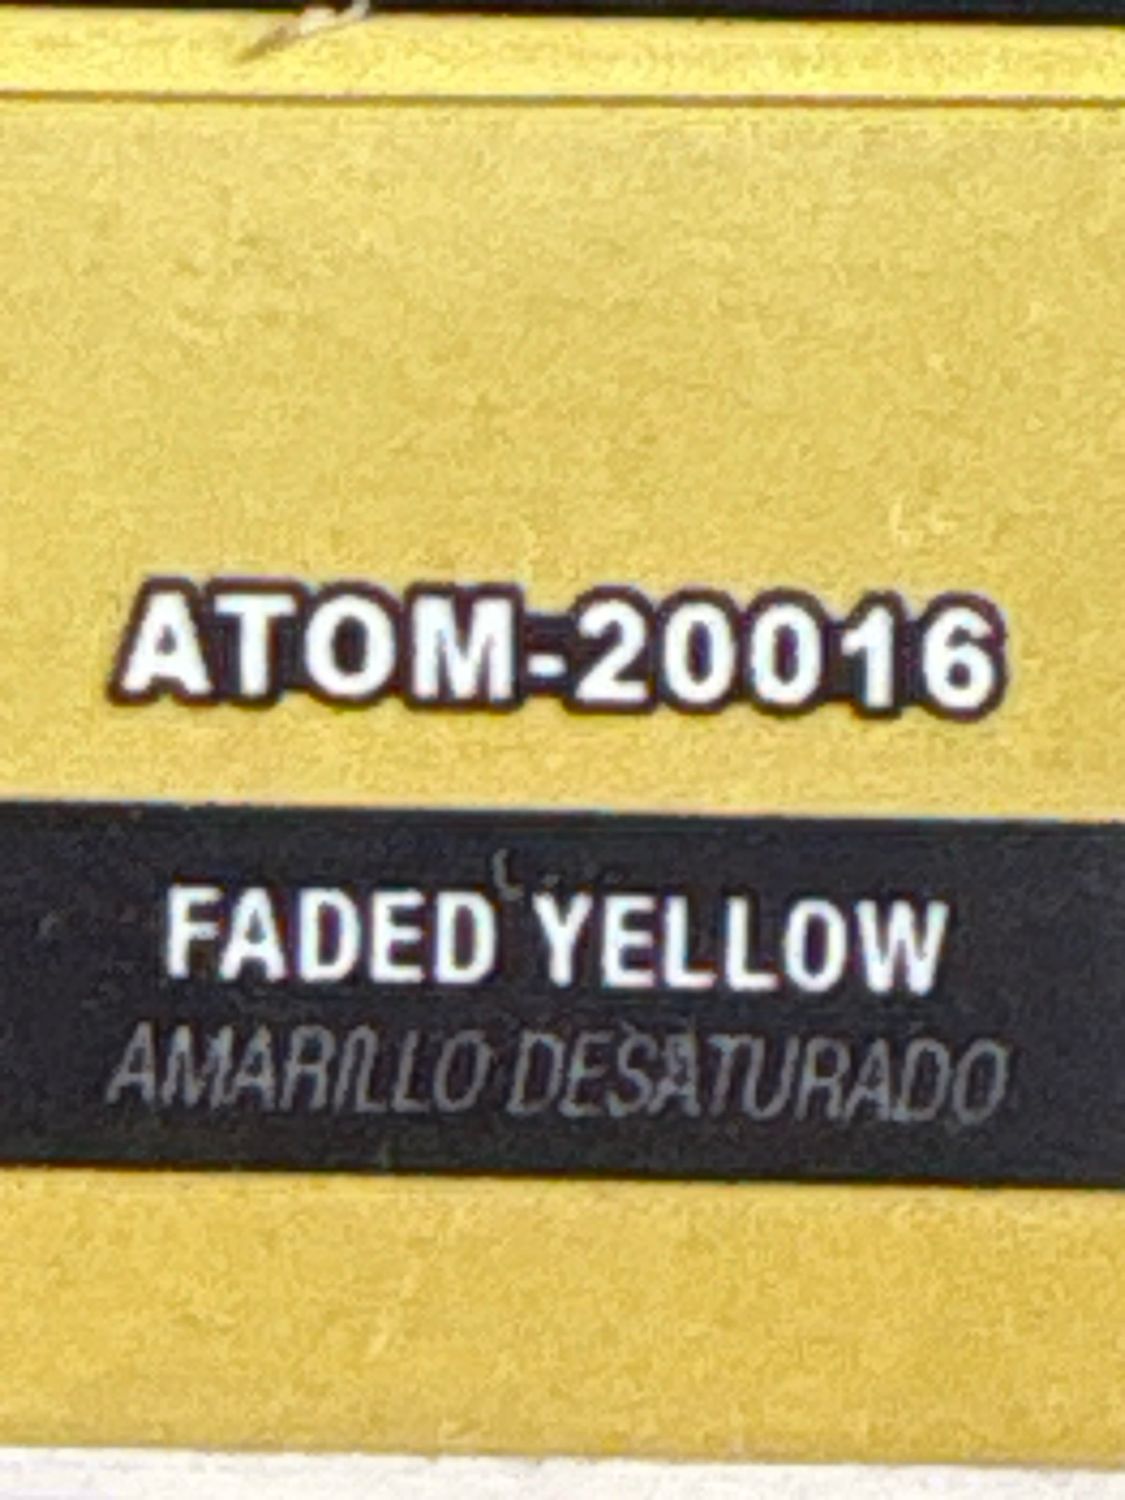 ATOM-20016
FADED YELLOW
AMARILLO DESATURADO